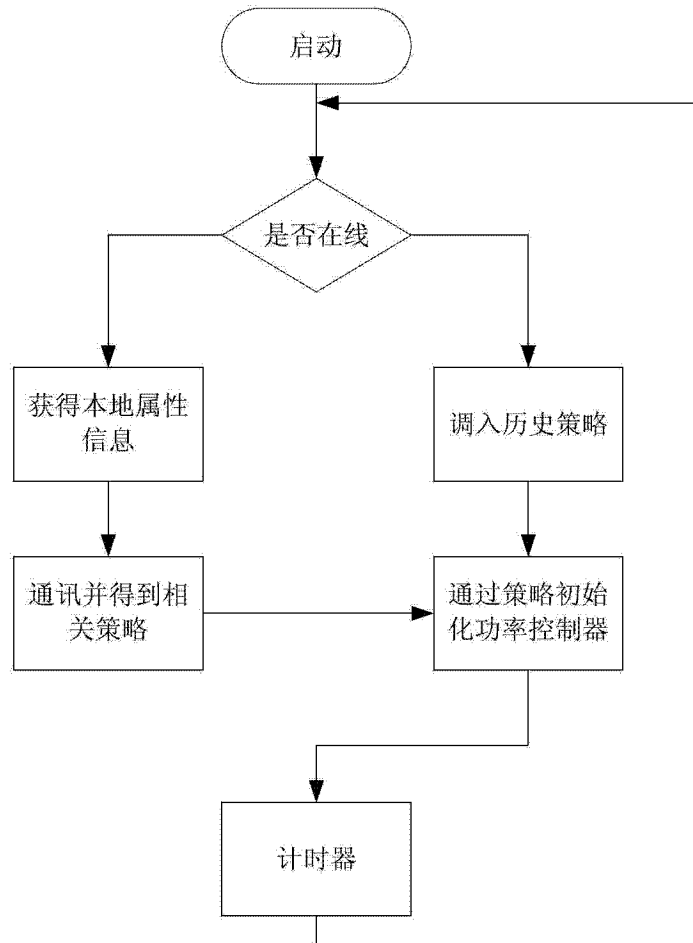 启动
是否在线
获得本地属性
信息
调入历史策略
通讯并得到相
关策略
通过策略初始
化功率控制器
计时器